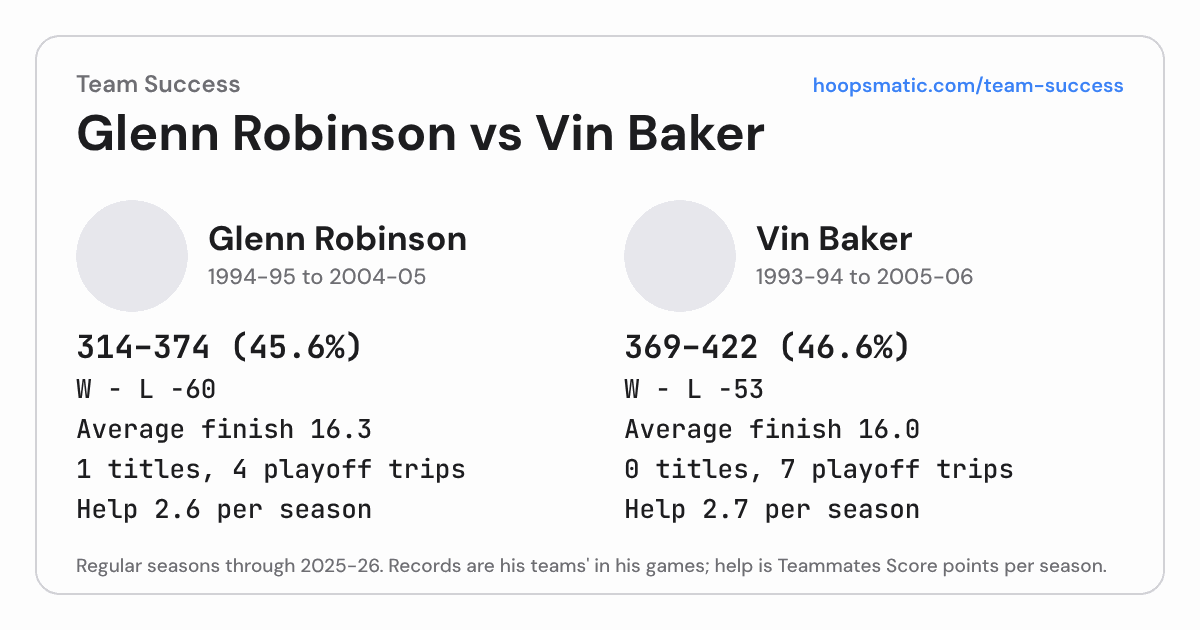 Team Success
hoopsmatic.com/team-success
Glenn Robinson vs Vin Baker
Glenn Robinson
1994-95 to 2004-05
314-374 (45.6%)
W - L -60
Average finish 16.3
1 titles, 4 playoff trips
Help 2.6 per season
Vin Baker
1993-94 to 2005-06
369-422 (46.6%)
W - L -53
Average finish 16.0
0 titles, 7 playoff trips
Help 2.7 per season
Regular seasons through 2025-26. Records are his teams' in his games; help is Teammates Score points per season.